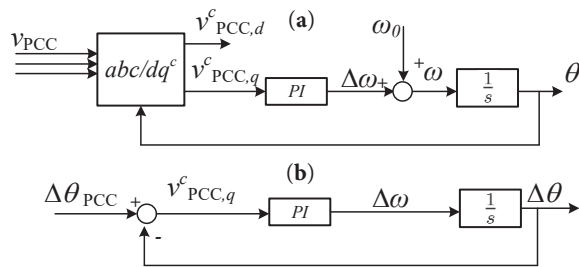 (a)
v_PCC
abc/dq^c
v^c_PCC,d
v^c_PCC,q
PI
Δω
+
ω_0
+
ω
1/s
θ
(b)
Δθ_PCC
+
-
v^c_PCC,q
PI
Δω
1/s
Δθ